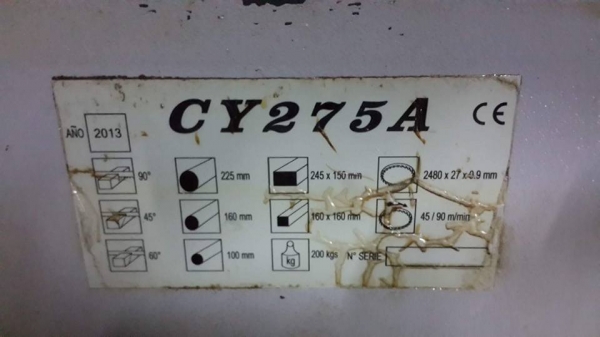 CY275A CE
AÑO 2013
90° 225 mm 245 x 150 mm 2480 x 27 x 0.9 mm
45° 160 mm 160 x 160 mm 45 / 90 m/min
60° 100 mm kg 200 kgs N° SERIE